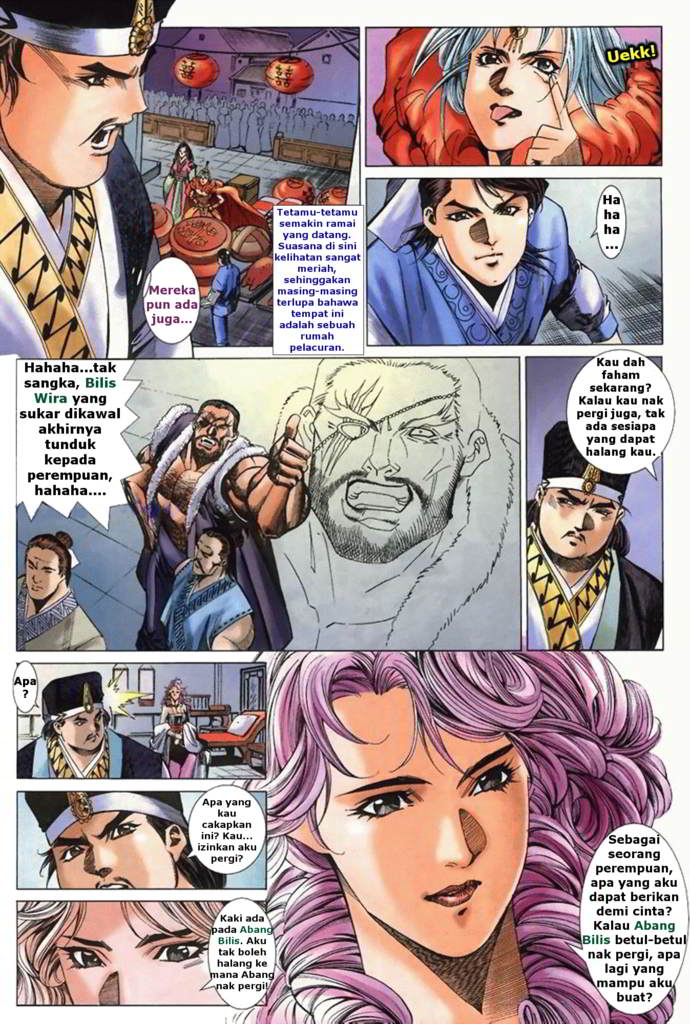 Mereka
pun ada
juga...
Tetamu-tetamu
semakin ramai
yang datang.
Suasana di sini
kelihatan sangat
meriah,
sehinggakan
masing-masing
terlupa bahawa
tempat ini
adalah sebuah
rumah
pelacuran.
Uekk!
Ha
ha
ha
...
Hahaha...tak
sangka, Bilis
Wira yang
sukar dikawal
akhirnya
tunduk
kepada
perempuan,
hahaha....
Kau dah
faham
sekarang?
Kalau kau nak
pergi juga, tak
ada sesiapa
yang dapat
halang kau.
Apa
?
Apa yang
kau
cakapkan
ini? Kau...
izinkan aku
pergi?
Kaki ada
pada Abang
Bilis. Aku
tak boleh
halang ke
mana Abang
nak pergi!
Sebagai
seorang
perempuan,
apa yang aku
dapat berikan
demi cinta?
Kalau Abang
Bilis betul-betul
nak pergi, apa
lagi yang
mampu aku
buat?